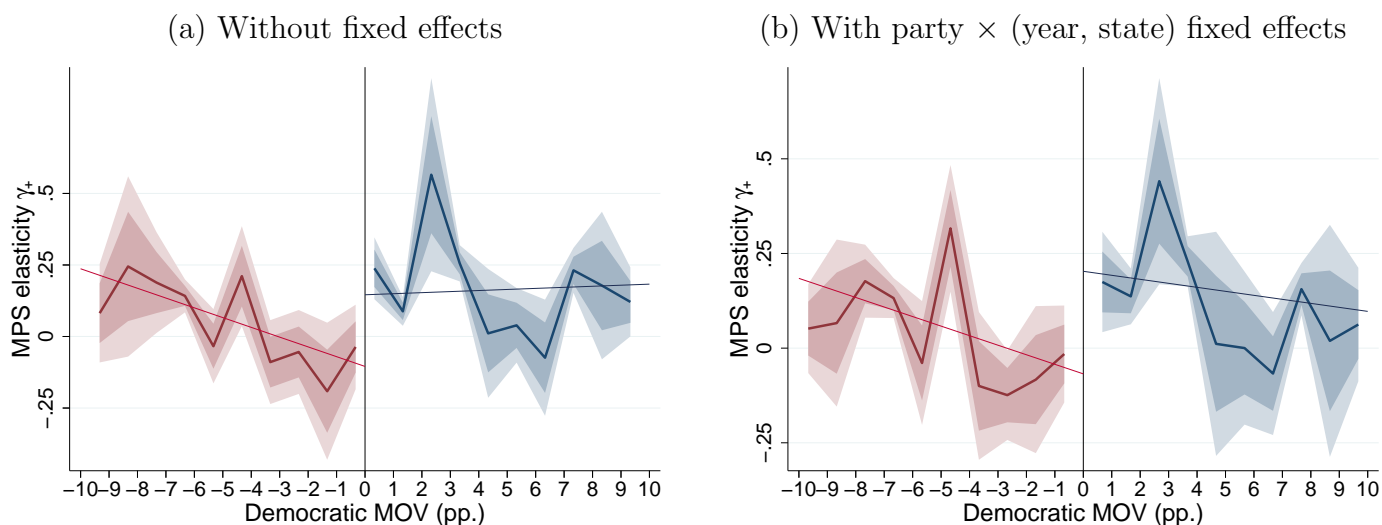 (a) Without fixed effects
MPS elasticity γ+
.5
.25
0
−.25
−10 −9 −8 −7 −6 −5 −4 −3 −2 −1 0 1 2 3 4 5 6 7 8 9 10
Democratic MOV (pp.)
(b) With party × (year, state) fixed effects
MPS elasticity γ+
.5
.25
0
−.25
−10 −9 −8 −7 −6 −5 −4 −3 −2 −1 0 1 2 3 4 5 6 7 8 9 10
Democratic MOV (pp.)